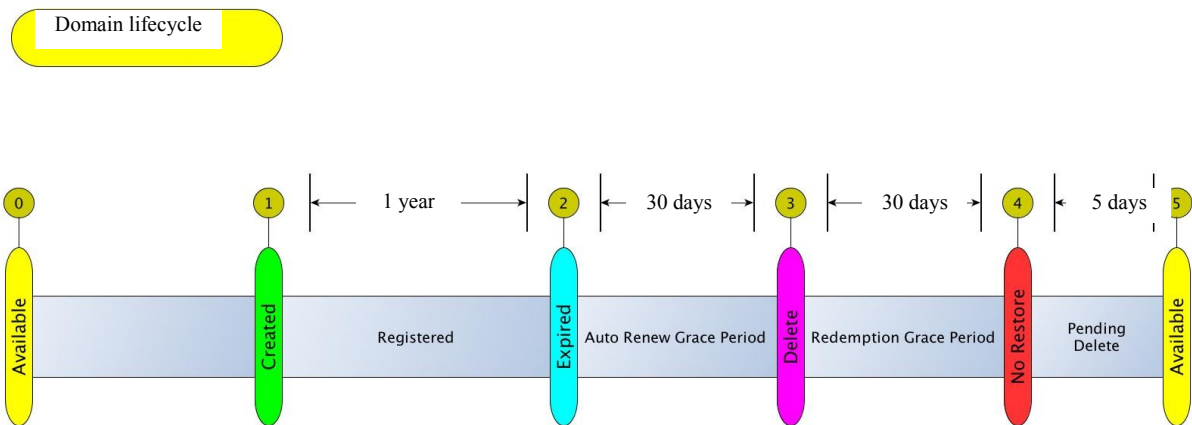 Domain lifecycle
0
1
1 year
2
30 days
3
30 days
4
5 days
5
Available
Created
Registered
Expired
Auto Renew Grace Period
Delete
Redemption Grace Period
No Restore
Pending
Delete
Available